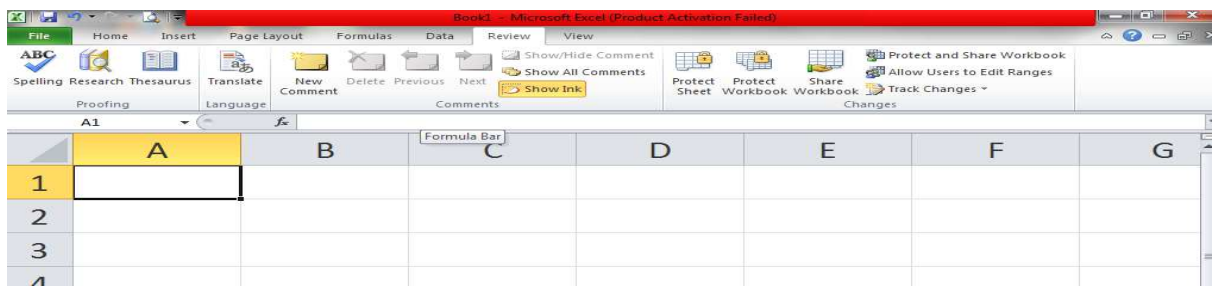 Book1 - Microsoft Excel (Product Activation Failed)
File Home Insert Page Layout Formulas Data Review View
ABC
Spelling Research Thesaurus Translate New Comment Delete Previous Next Show/Hide Comment
Show All Comments
Show Ink
Protect Sheet Protect Workbook Share Workbook Protect and Share Workbook
Allow Users to Edit Ranges
Track Changes
Proofing Language Comments Changes
A1 fx
Formula Bar
A B C D E F G
1
2
3
4